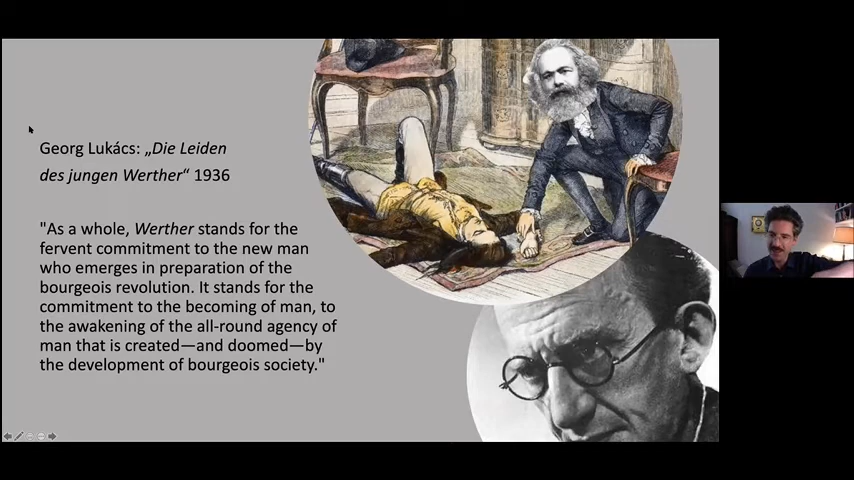 Georg Lukács: „Die Leiden
des jungen Werther“ 1936
"As a whole, Werther stands for the
fervent commitment to the new man
who emerges in preparation of the
bourgeois revolution. It stands for the
commitment to the becoming of man, to
the awakening of the all-round agency of
man that is created—and doomed—by
the development of bourgeois society."